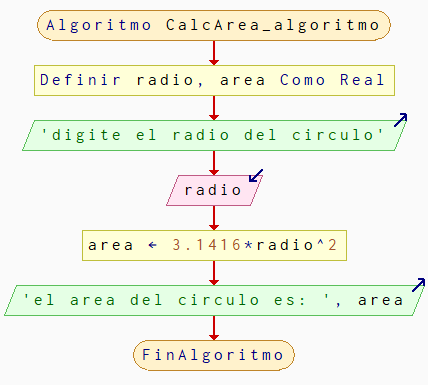 Algoritmo CalcArea_algoritmo
Definir radio, area Como Real
'digite el radio del circulo'
radio
area ← 3.1416*radio^2
'el area del circulo es: ', area
FinAlgoritmo